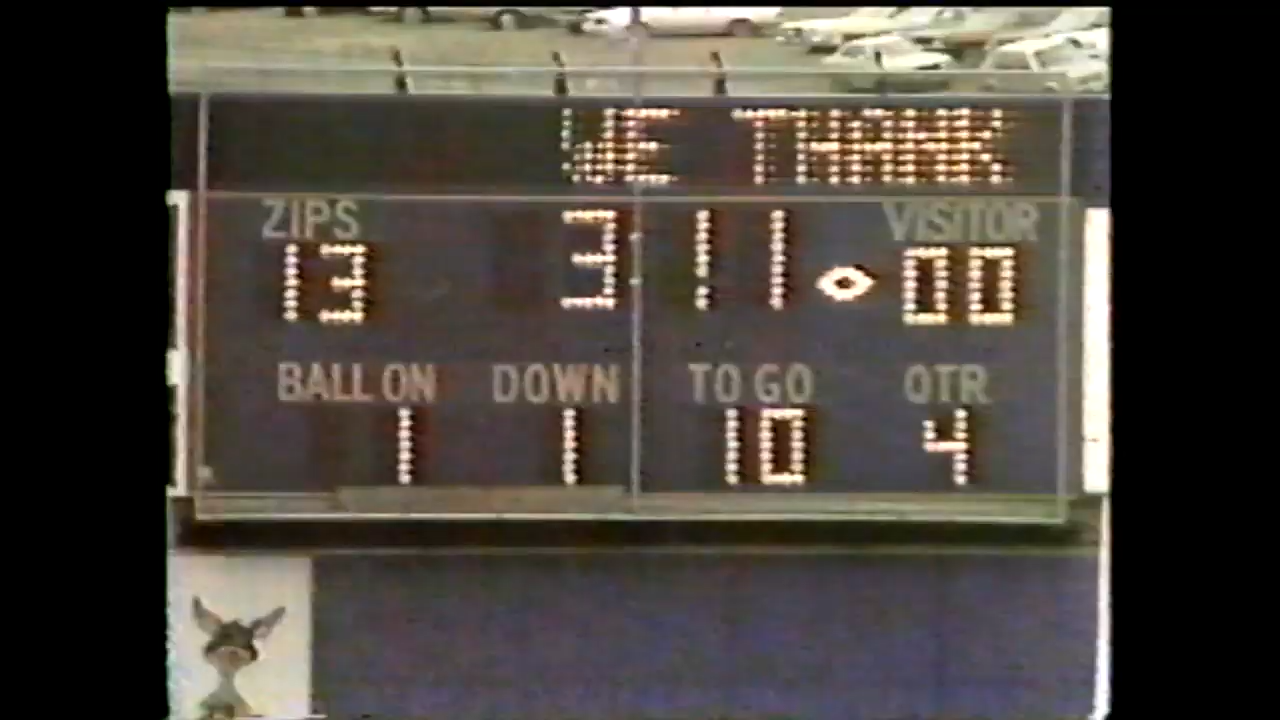 WE THANK
ZIPS 3 11 VISITOR
13 00
BALL ON DOWN TO GO QTR
1 1 10 4